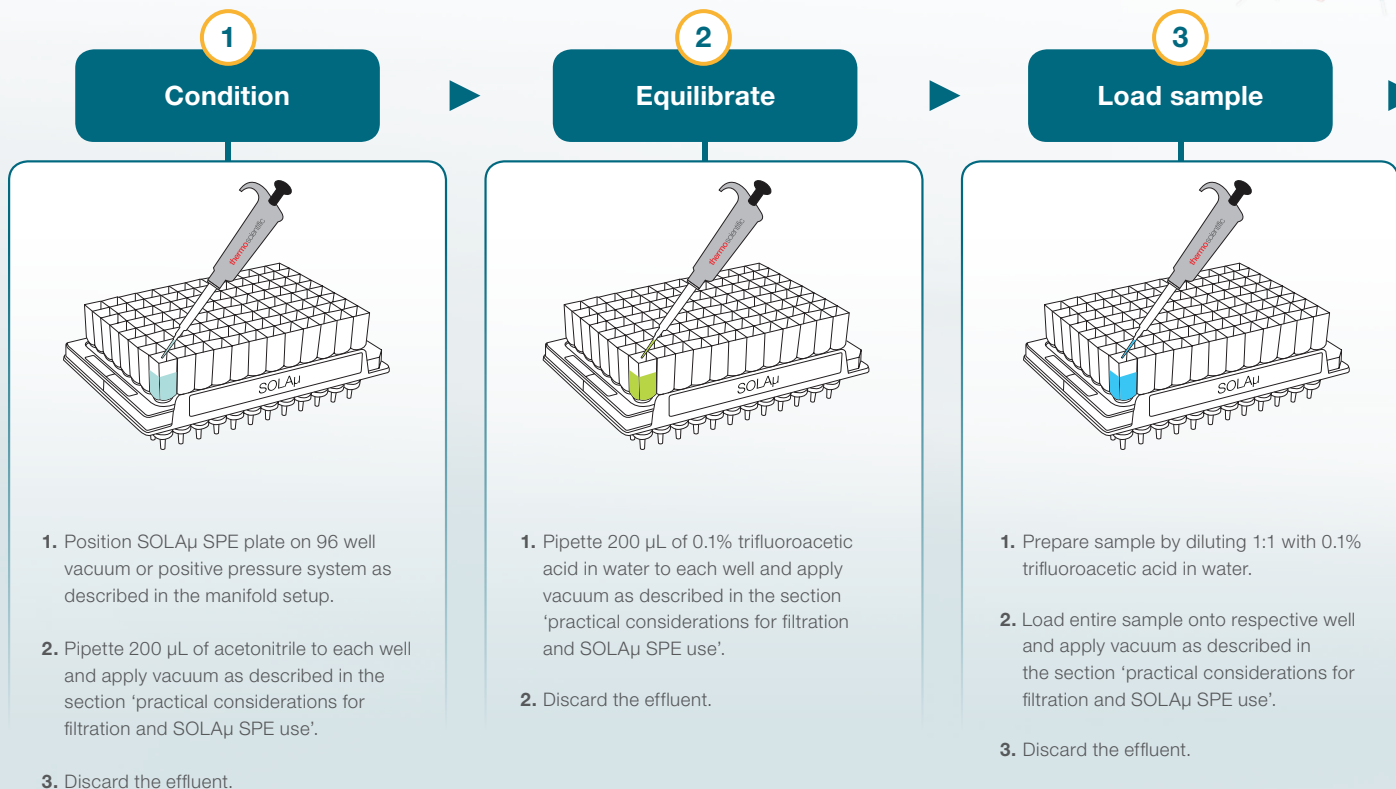 1
Condition
thermoscientific
SOLAµ
1. Position SOLAµ SPE plate on 96 well
vacuum or positive pressure system as
described in the manifold setup.
2. Pipette 200 µL of acetonitrile to each well
and apply vacuum as described in the
section ‘practical considerations for
filtration and SOLAµ SPE use’.
3. Discard the effluent.
2
Equilibrate
thermoscientific
SOLAµ
1. Pipette 200 µL of 0.1% trifluoroacetic
acid in water to each well and apply
vacuum as described in the section
‘practical considerations for filtration
and SOLAµ SPE use’.
2. Discard the effluent.
3
Load sample
thermoscientific
SOLAµ
1. Prepare sample by diluting 1:1 with 0.1%
trifluoroacetic acid in water.
2. Load entire sample onto respective well
and apply vacuum as described in
the section ‘practical considerations for
filtration and SOLAµ SPE use’.
3. Discard the effluent.